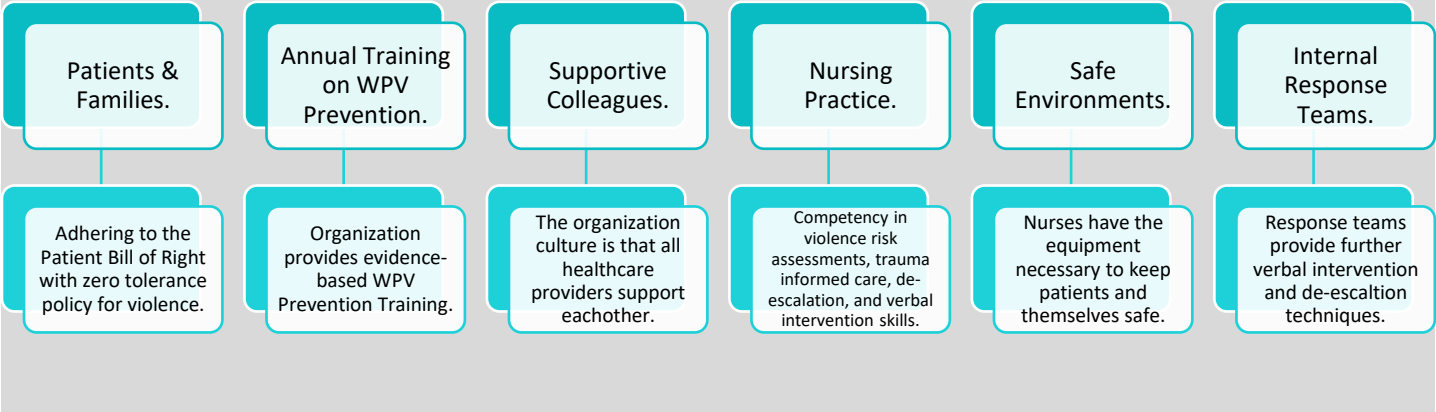 Patients &
Families.
Annual Training
on WPV
Prevention.
Supportive
Colleagues.
Nursing
Practice.
Safe
Environments.
Internal
Response
Teams.
Adhering to the
Patient Bill of Right
with zero tolerance
policy for violence.
Organization
provides evidence-
based WPV
Prevention Training.
The organization
culture is that all
healthcare
providers support
eachother.
Competency in
violence risk
assessments, trauma
informed care, de-
escalation, and verbal
intervention skills.
Nurses have the
equipment
necessary to keep
patients and
themselves safe.
Response teams
provide further
verbal intervention
and de-escaltion
techniques.